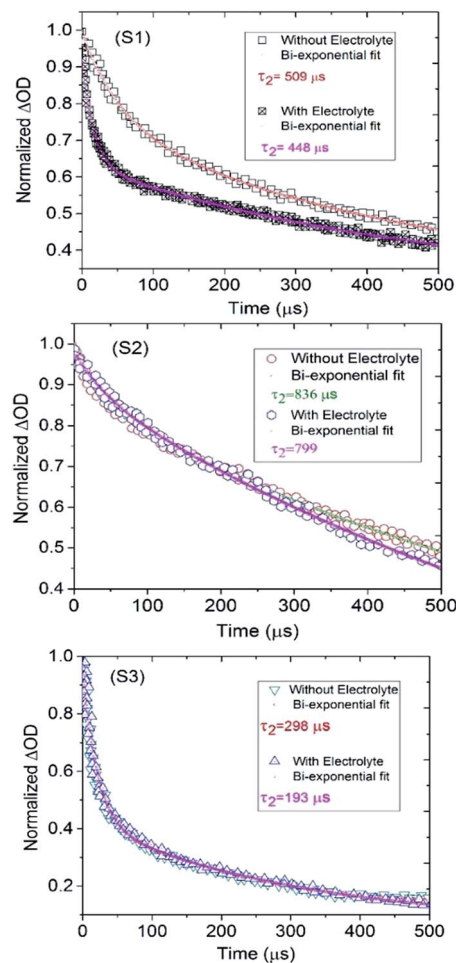 (S1)
Without Electrolyte
Bi-exponential fit
τ2= 509 μs
With Electrolyte
Bi-exponential fit
τ2= 448 μs
Normalized ΔOD
1.0
0.9
0.8
0.7
0.6
0.5
0.4
0 100 200 300 400 500
Time (μs)
(S2)
Without Electrolyte
Bi-exponential fit
τ2=836 μs
With Electrolyte
Bi-exponential fit
τ2=799
Normalized ΔOD
1.0
0.9
0.8
0.7
0.6
0.5
0.4
0 100 200 300 400 500
Time (μs)
(S3)
Without Electrolyte
Bi-exponential fit
τ2=298 μs
With Electrolyte
Bi-exponential fit
τ2=193 μs
Normalized ΔOD
1.0
0.8
0.6
0.4
0.2
0 100 200 300 400 500
Time (μs)